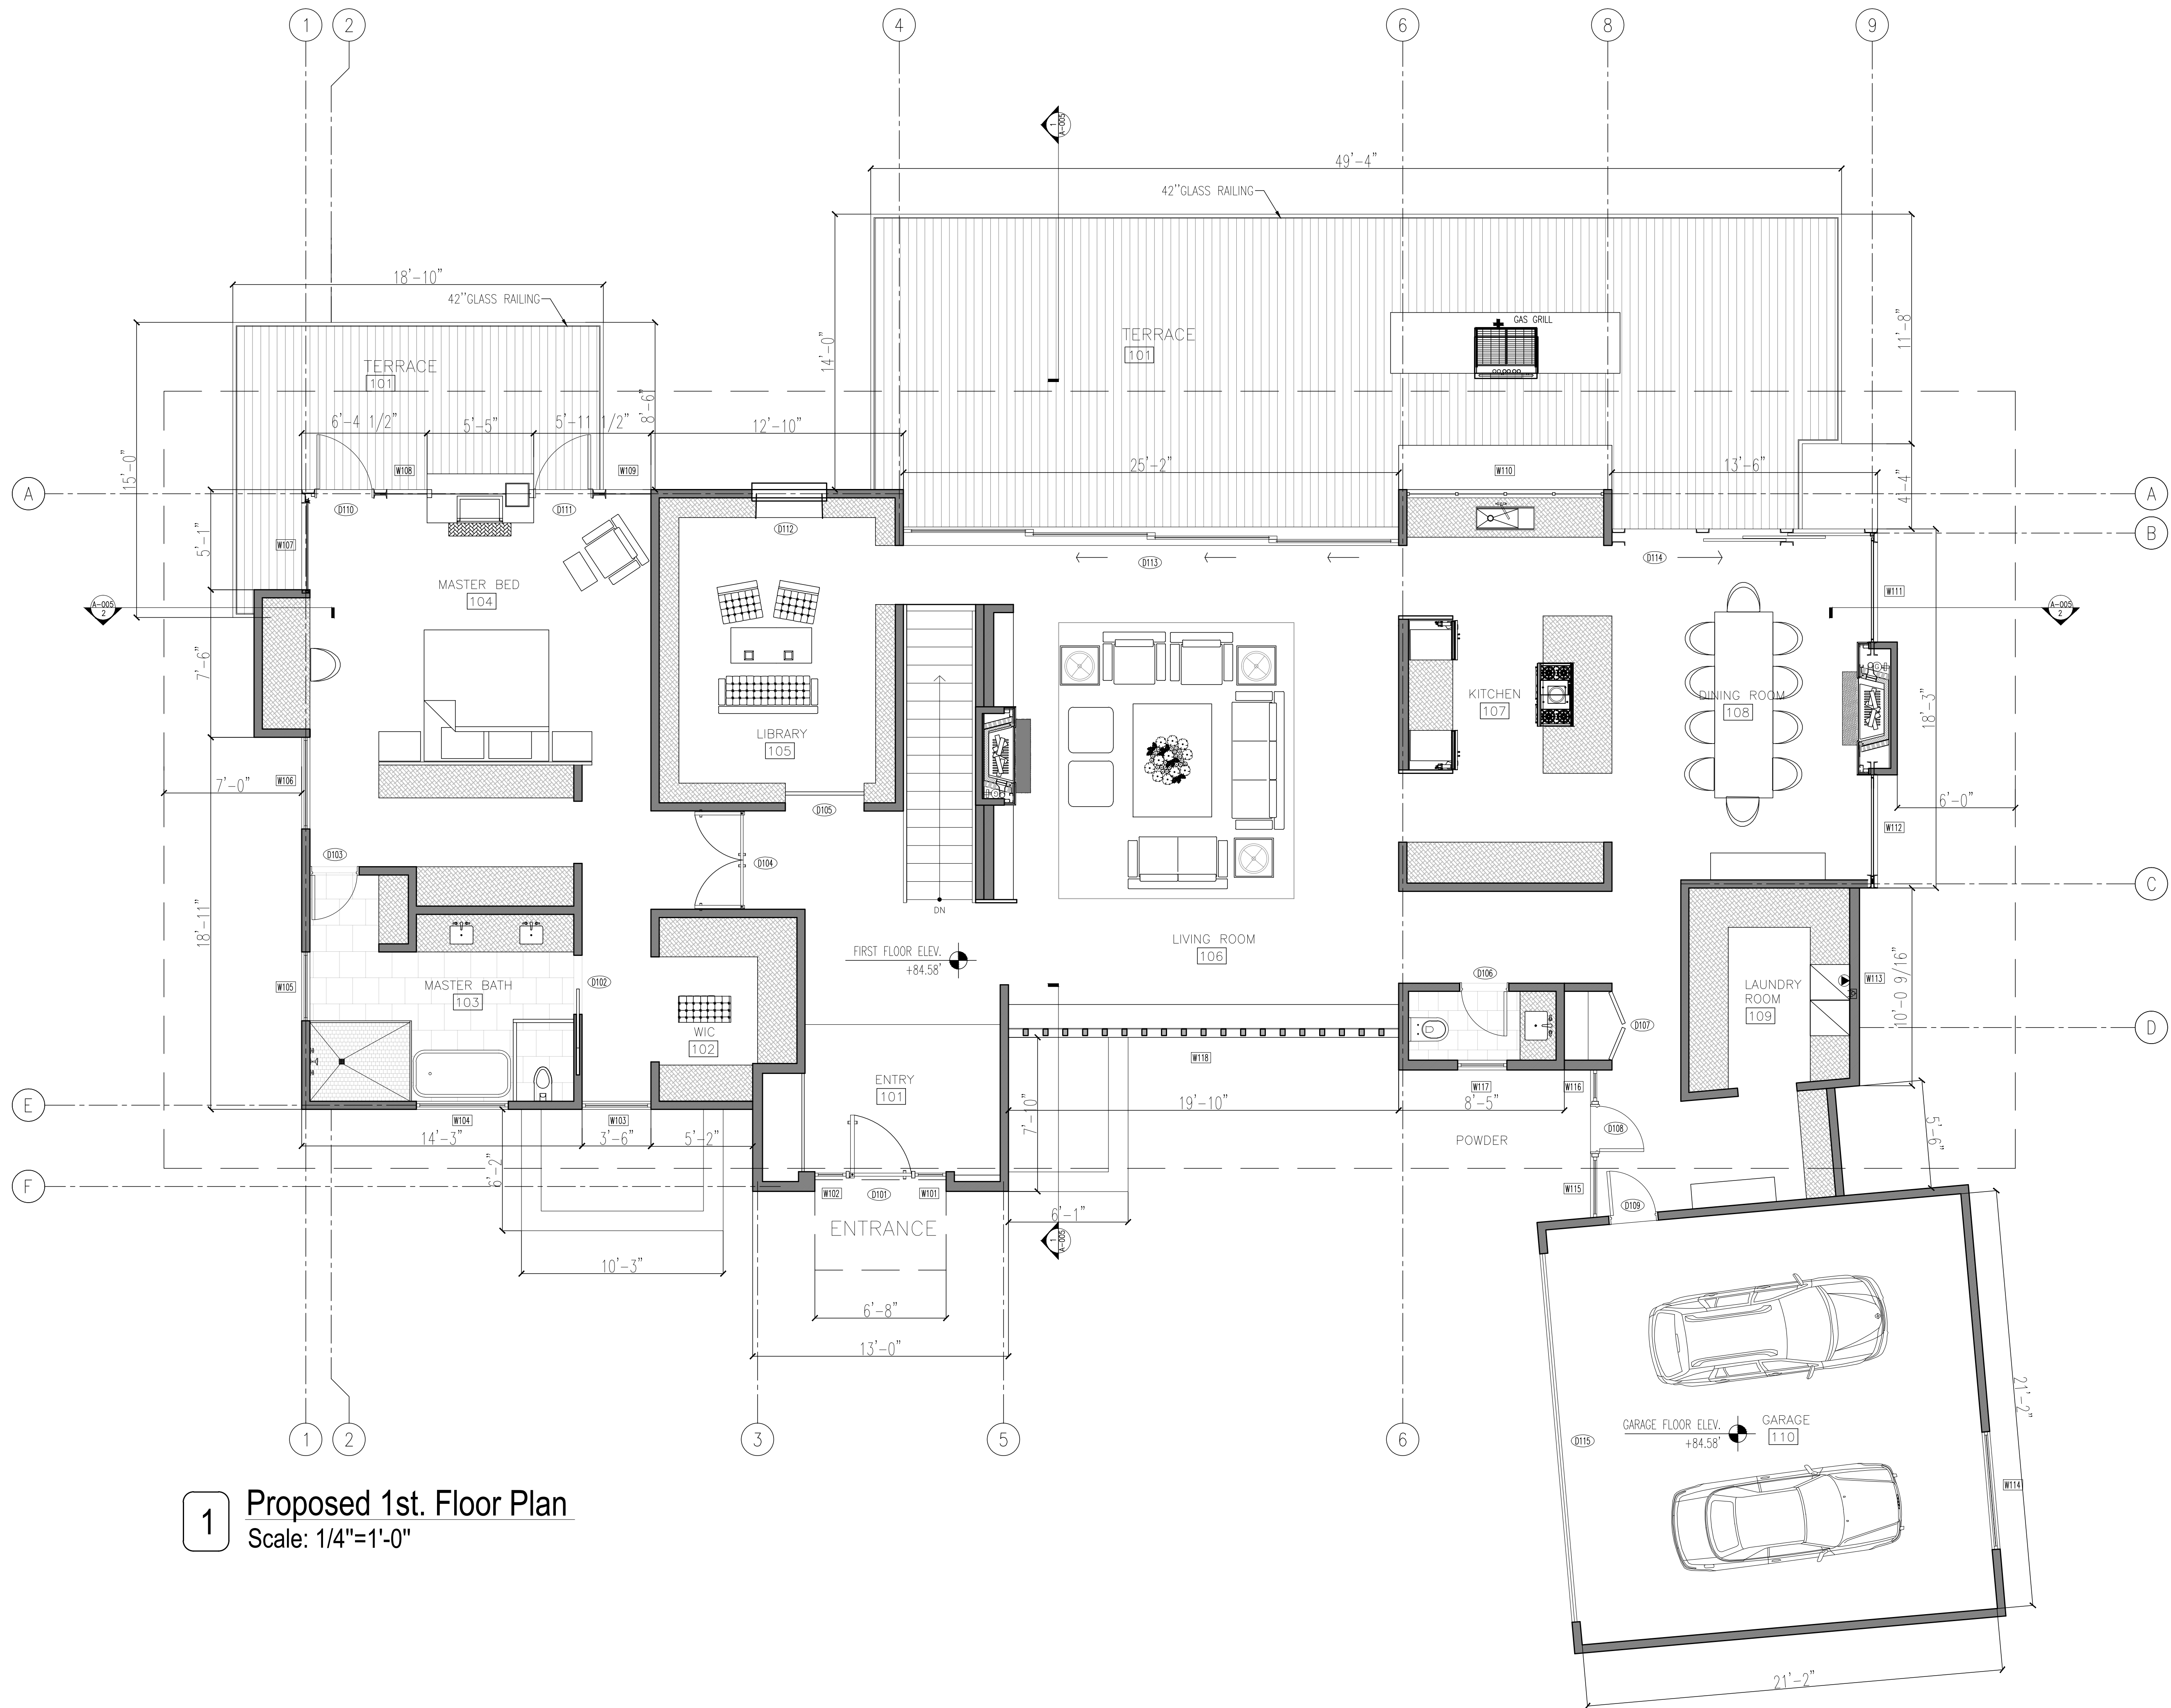 1
2
4
6
8
9
1
A-005
49'-4"
42"GLASS RAILING
18'-10"
42"GLASS RAILING
TERRACE
101
TERRACE
101
GAS GRILL
14'-0"
11'-8"
15'-0"
8'-6"
6'-4 1/2"
5'-5"
5'-11 1/2"
12'-10"
25'-2"
13'-6"
4'-4"
W108
W109
W110
A
A
D110
D111
D112
B
W107
5'-1"
D113
D114
MASTER BED
104
W111
A-005
2
A-005
2
7'-6"
LIBRARY
105
KITCHEN
107
DINING ROOM
108
18'-3"
W106
7'-0"
D105
6'-0"
W112
D103
D104
C
DN
18'-11"
FIRST FLOOR ELEV.
+84.58'
LIVING ROOM
106
D106
W105
MASTER BATH
103
D102
LAUNDRY
ROOM
109
W113
10'-0 9/16"
WIC
102
D107
D
W118
ENTRY
101
W117
W116
E
W104
W103
14'-3"
3'-6"
5'-2"
7'-10"
19'-10"
8'-5"
D108
5'-6"
POWDER
6'-2"
F
W102
D101
W101
W115
D109
6'-1"
ENTRANCE
1
A-005
10'-3"
6'-8"
13'-0"
21'-2"
GARAGE FLOOR ELEV.
+84.58'
GARAGE
110
D115
1
2
3
5
6
W114
1
Proposed 1st. Floor Plan
Scale: 1/4"=1'-0"
21'-2"